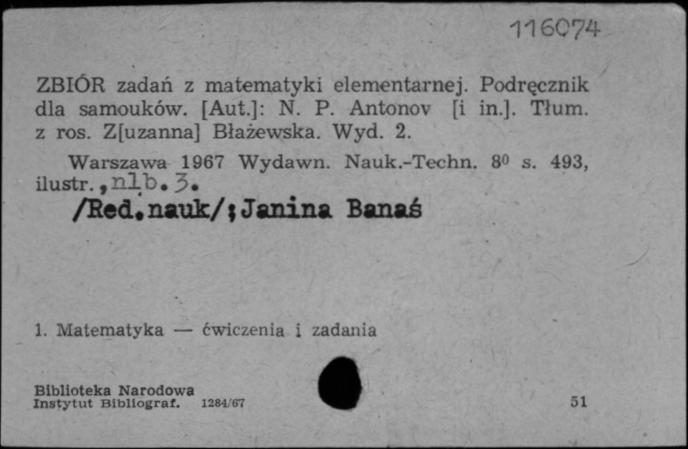 116074
ZBIÓR zadań z matematyki elementarnej. Podręcznik
dla samouków. [Aut.]: N. P. Antonov [i in.]. Tłum.
z ros. Z[uzanna] Błażewska. Wyd. 2.
Warszawa 1967 Wydawn. Nauk.-Techn. 8⁰ s. 493,
ilustr.,nlb.3.
/Red.nauk/;Janina Banaś
1. Matematyka — ćwiczenia i zadania
Biblioteka Narodowa
Instytut Bibliograf. 1284/67 51